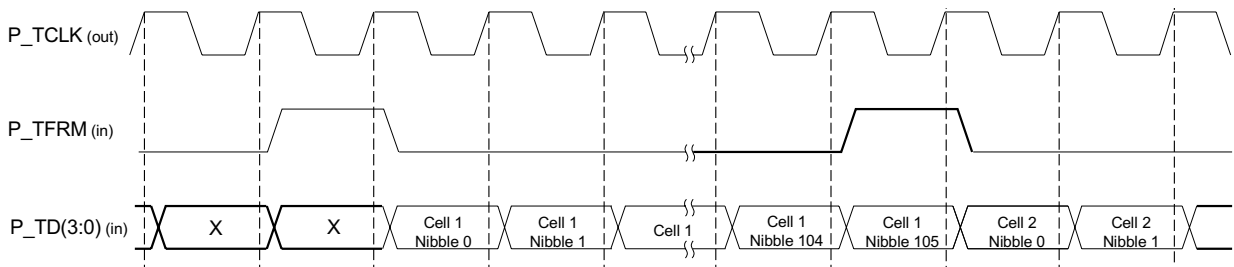 P_TCLK (out)
P_TFRM (in)
P_TD(3:0) (in)
X
X
Cell 1
Nibble 0
Cell 1
Nibble 1
Cell 1
Cell 1
Nibble 104
Cell 1
Nibble 105
Cell 2
Nibble 0
Cell 2
Nibble 1